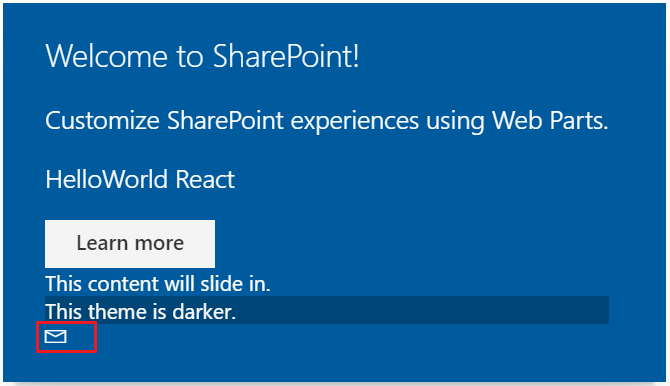 Welcome to SharePoint!
Customize SharePoint experiences using Web Parts.
HelloWorld React
Learn more
This content will slide in.
This theme is darker.